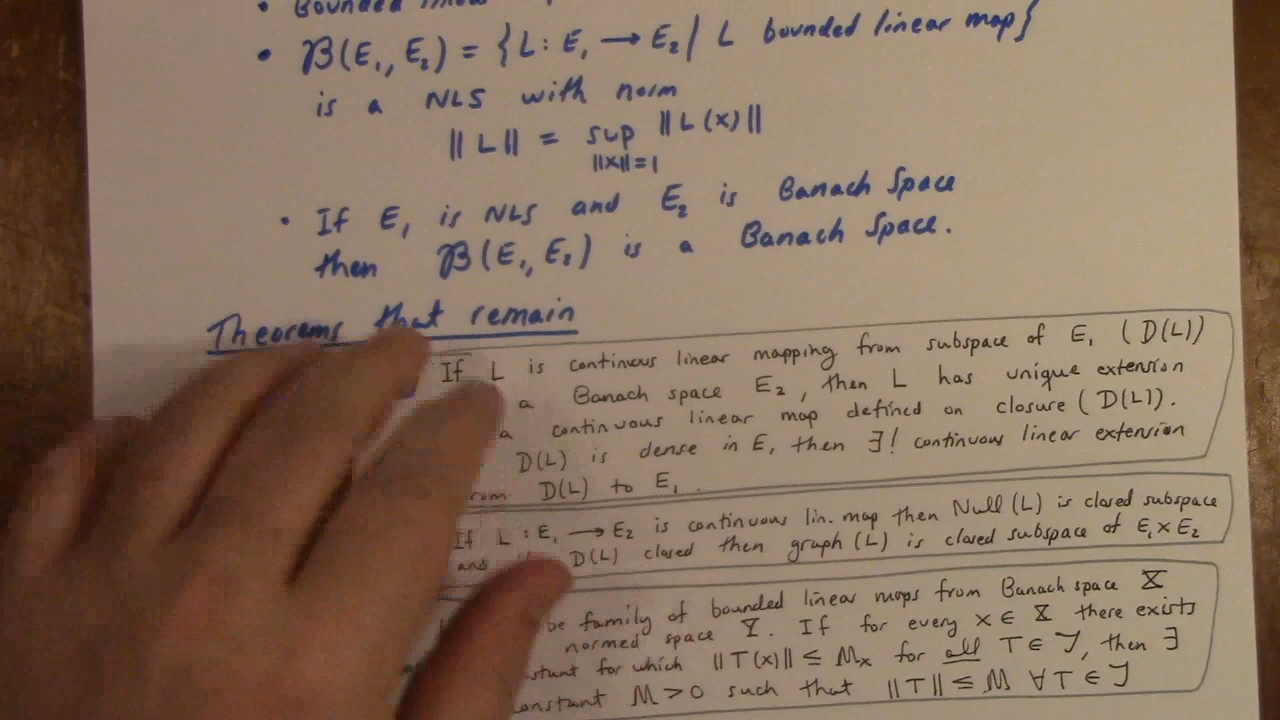 • Bounded linear
• B(E₁, E₂) = {L : E₁ → E₂ | L bounded linear map}
is a NLS with norm
||L|| = sup ||L(x)||
||x||=1
• If E₁ is NLS and E₂ is Banach Space
then B(E₁, E₂) is a Banach Space.
Theorems that remain
If L is continuous linear mapping from subspace of E₁ (D(L))
a Banach space E₂, then L has unique extension
a continuous linear map defined on closure (D(L)).
D(L) is dense in E, then ∃! continuous linear extension
D(L) to E₁.
If L : E₁ → E₂ is continuous lin. map then Null(L) is closed subspace
and D(L) closed then graph(L) is closed subspace of E₁×E₂
be family of bounded linear maps from Banach space X
normed space Y. If for every x ∈ X there exists
for which ||T(x)|| ≤ Mₓ for all T ∈ J, then ∃
constant M > 0 such that ||T|| ≤ M ∀ T ∈ J